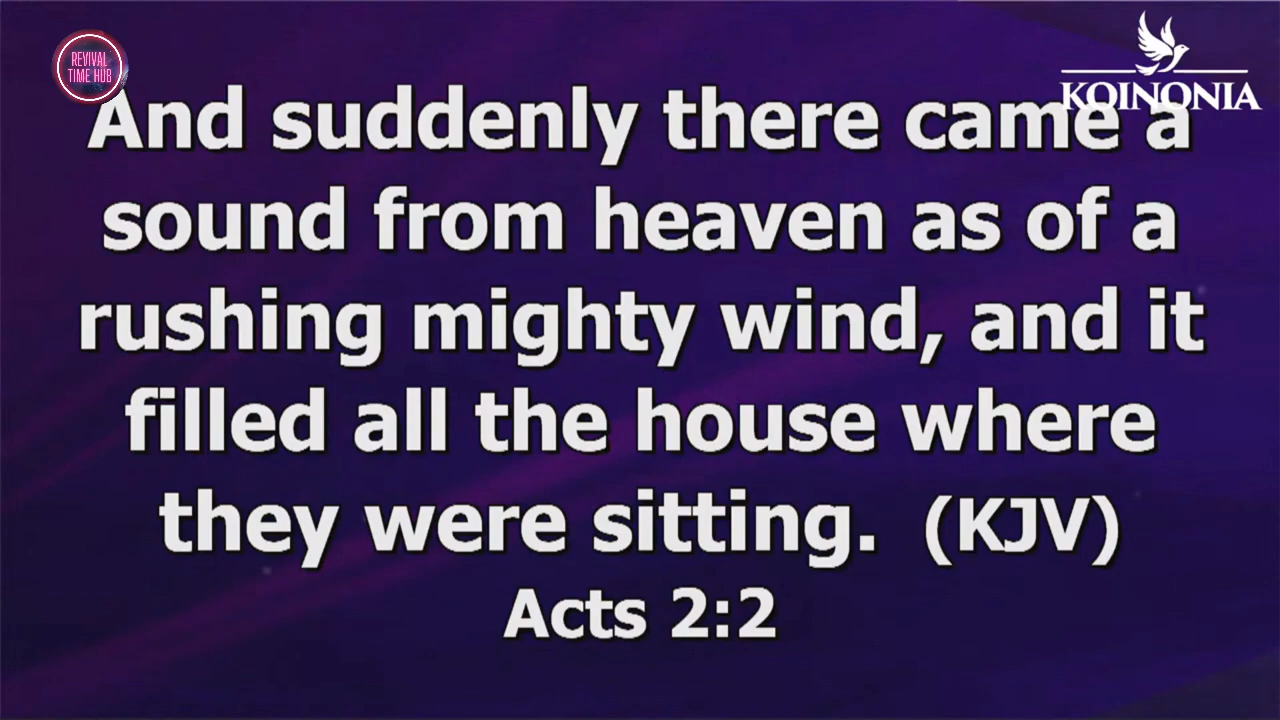 REVIVAL
TIME HUB
KOINONIA
And suddenly there came a
sound from heaven as of a
rushing mighty wind, and it
filled all the house where
they were sitting.  (KJV)
Acts 2:2